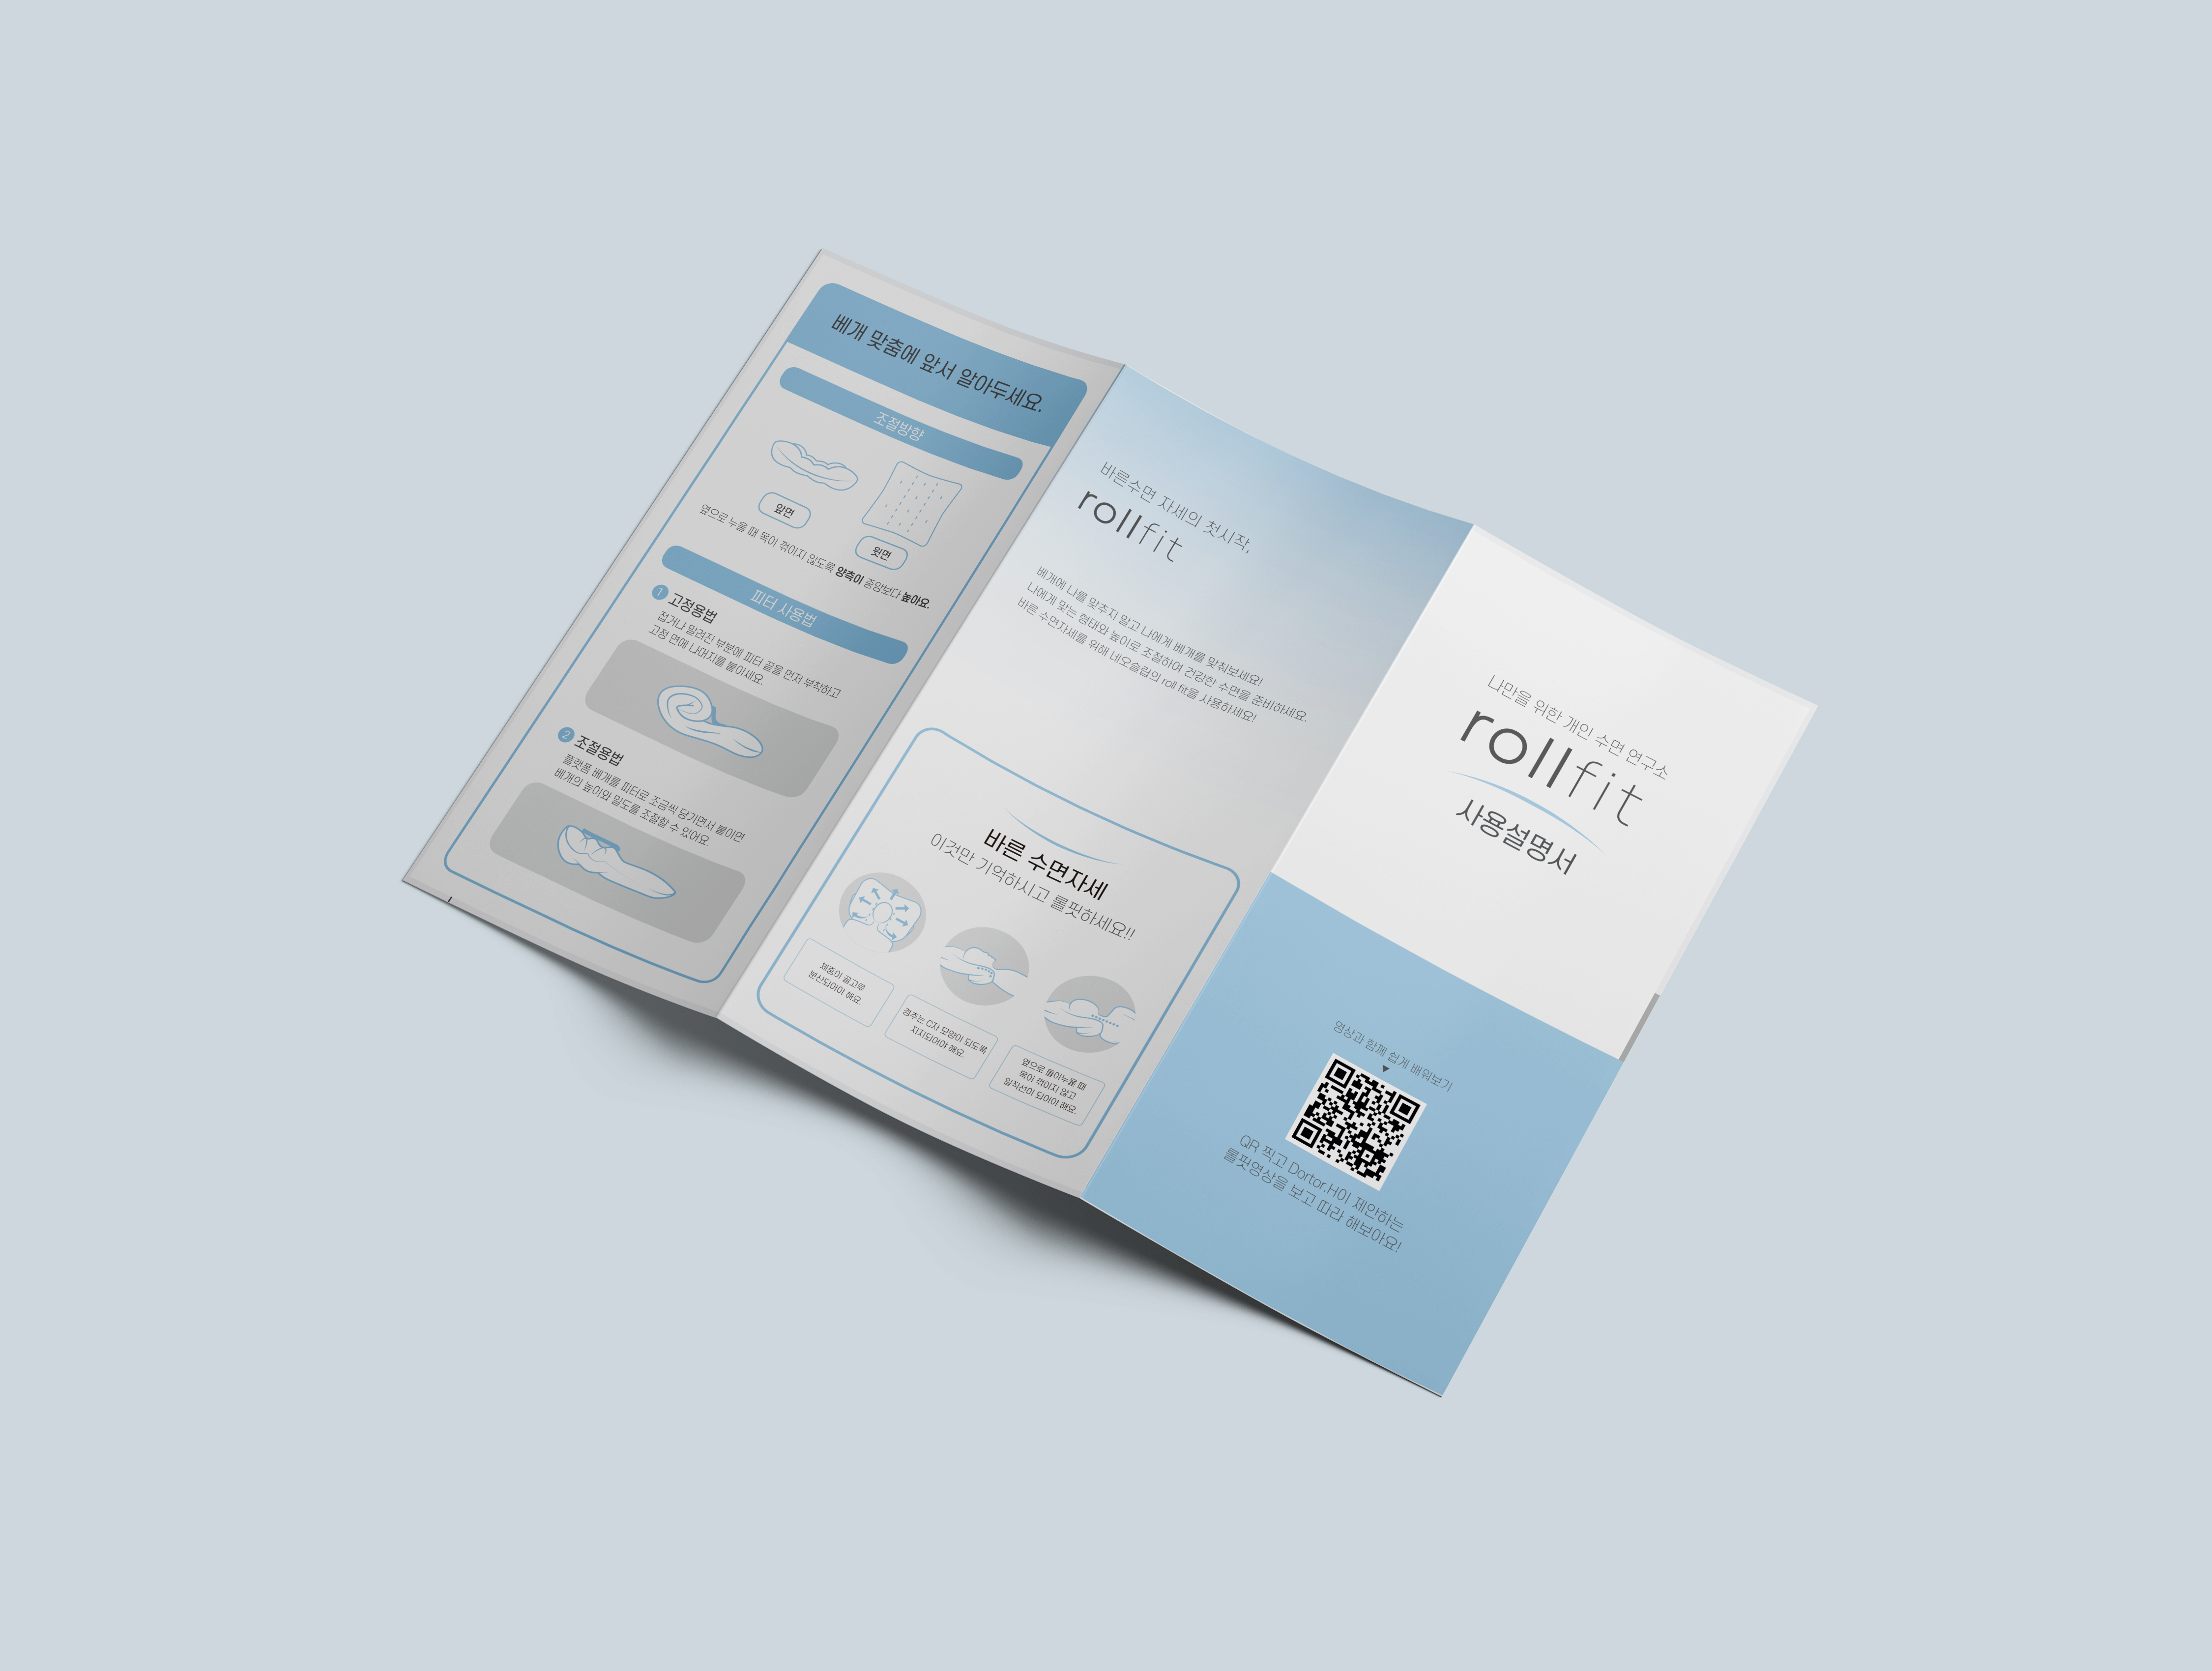 베개 맞춤에 앞서 알아두세요.
조절방향
앞면
윗면
옆으로 누울 때 목이 꺾이지 않도록 양측이 중앙보다 높아요.
피터 사용법
1 고정용법
접거나 말려진 부분에 피터 끝을 먼저 부착하고
고정 면에 나머지를 붙이세요.
2 조절용법
플랫폼 베개를 피터로 조금씩 당기면서 붙이면
베개의 높이와 밀도를 조절할 수 있어요.
바른수면 자세의 첫시작,
rollfit
베개에 나를 맞추지 말고 나에게 베개를 맞춰보세요!
나에게 맞는 형태와 높이로 조절하여 건강한 수면을 준비하세요.
바른 수면자세를 위해 네오슬립의 roll fit을 사용하세요!
바른 수면자세
이것만 기억하시고 롤핏하세요!!
체중이 골고루
분산되어야 해요.
경추는 C자 모양이 되도록
지지되어야 해요.
옆으로 돌아누울 때
목이 꺾이지 않고
일직선이 되어야 해요.
나만을 위한 개인 수면 연구소
rollfit
사용설명서
영상과 함께 쉽게 배워보기
QR 찍고 Dortor.H이 제안하는
롤핏영상을 보고 따라 해보아요!